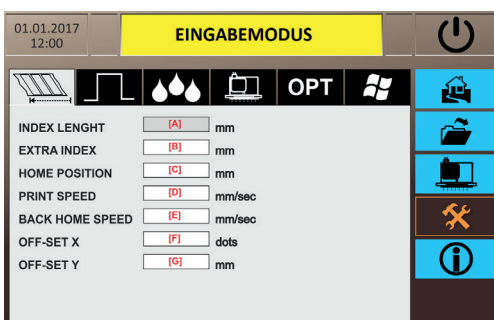 01.01.2017
12:00
EINGABEMODUS
OPT
INDEX LENGHT [A] mm
EXTRA INDEX [B] mm
HOME POSITION [C] mm
PRINT SPEED [D] mm/sec
BACK HOME SPEED [E] mm/sec
OFF-SET X [F] dots
OFF-SET Y [G] mm